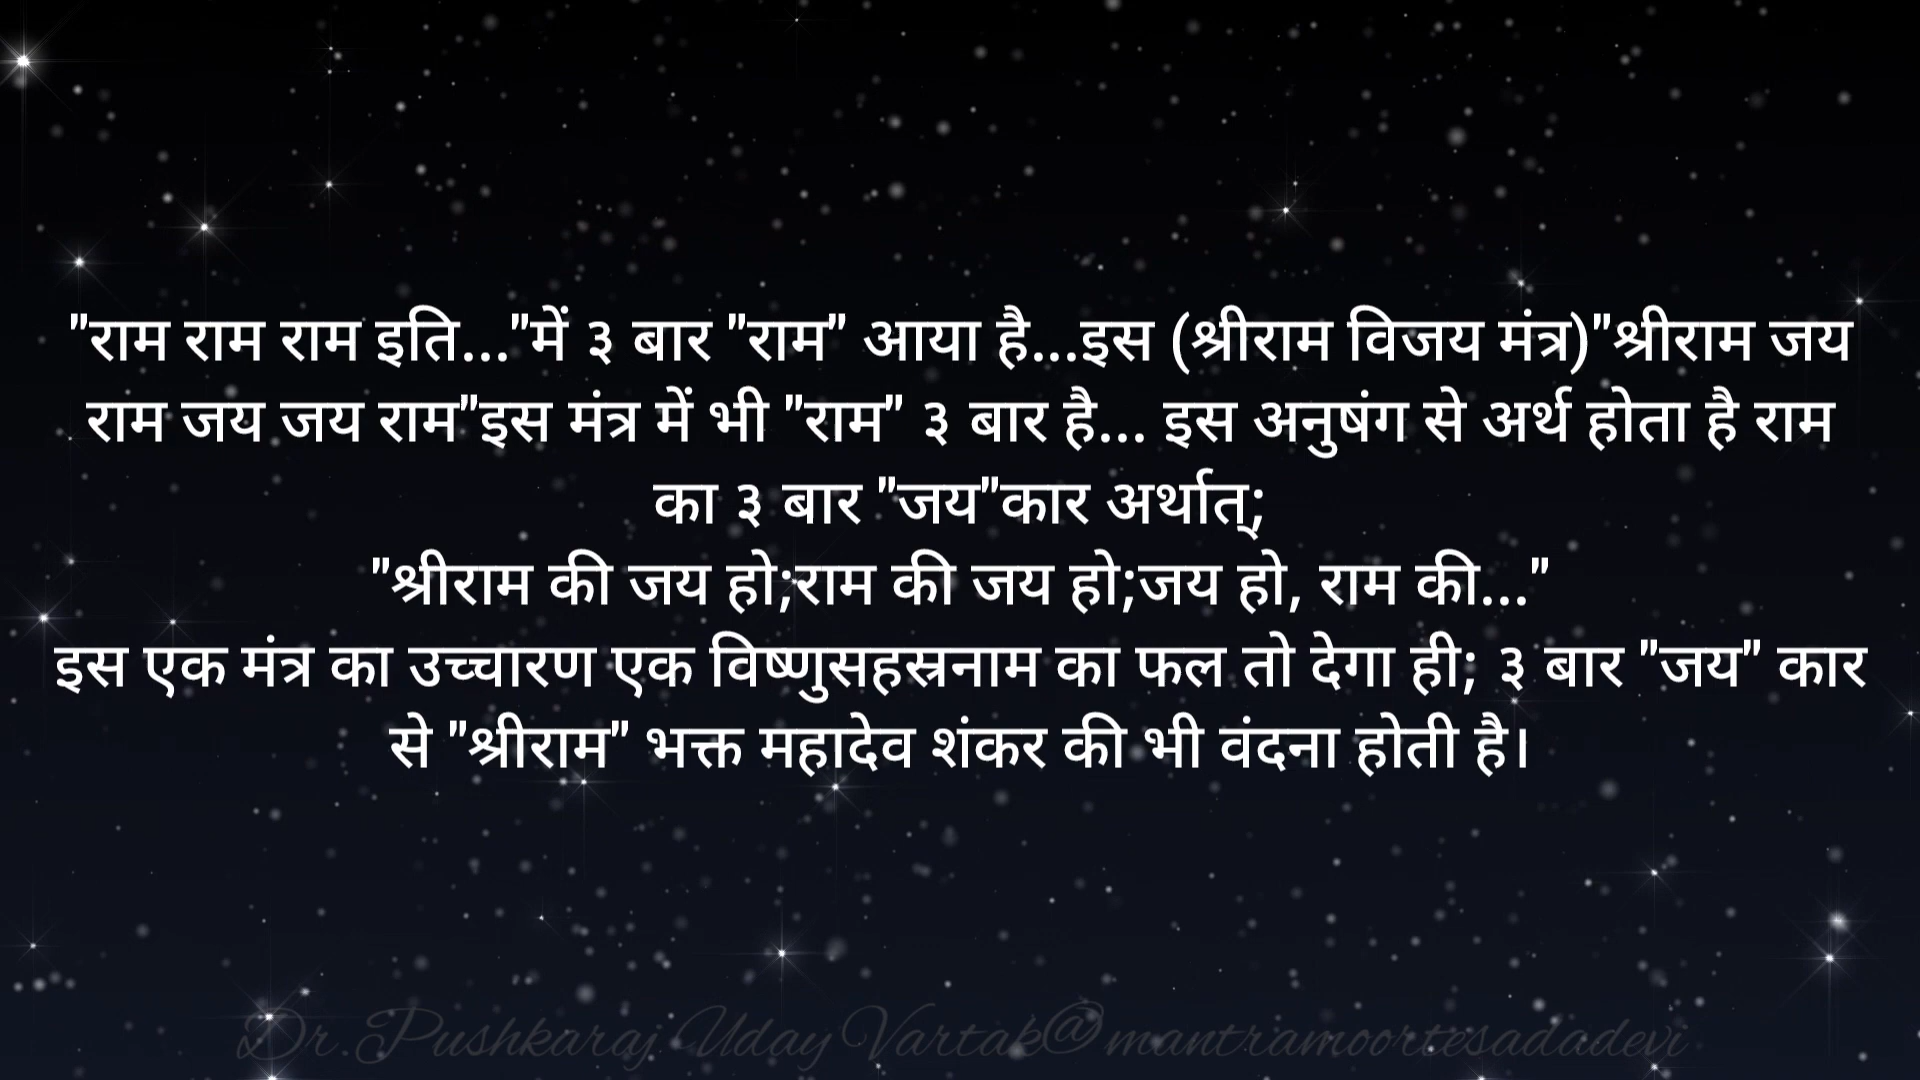 "राम राम राम इति..."में ३ बार "राम" आया है...इस (श्रीराम विजय मंत्र)"श्रीराम जय
राम जय जय राम"इस मंत्र में भी "राम" ३ बार है... इस अनुषंग से अर्थ होता है राम
का ३ बार "जय"कार अर्थात्;
"श्रीराम की जय हो;राम की जय हो;जय हो, राम की..."
इस एक मंत्र का उच्चारण एक विष्णुसहस्रनाम का फल तो देगा ही; ३ बार "जय" कार
से "श्रीराम" भक्त महादेव शंकर की भी वंदना होती है।
Dr.Pushkaraj Uday Vartak@mantramoortesadadevi